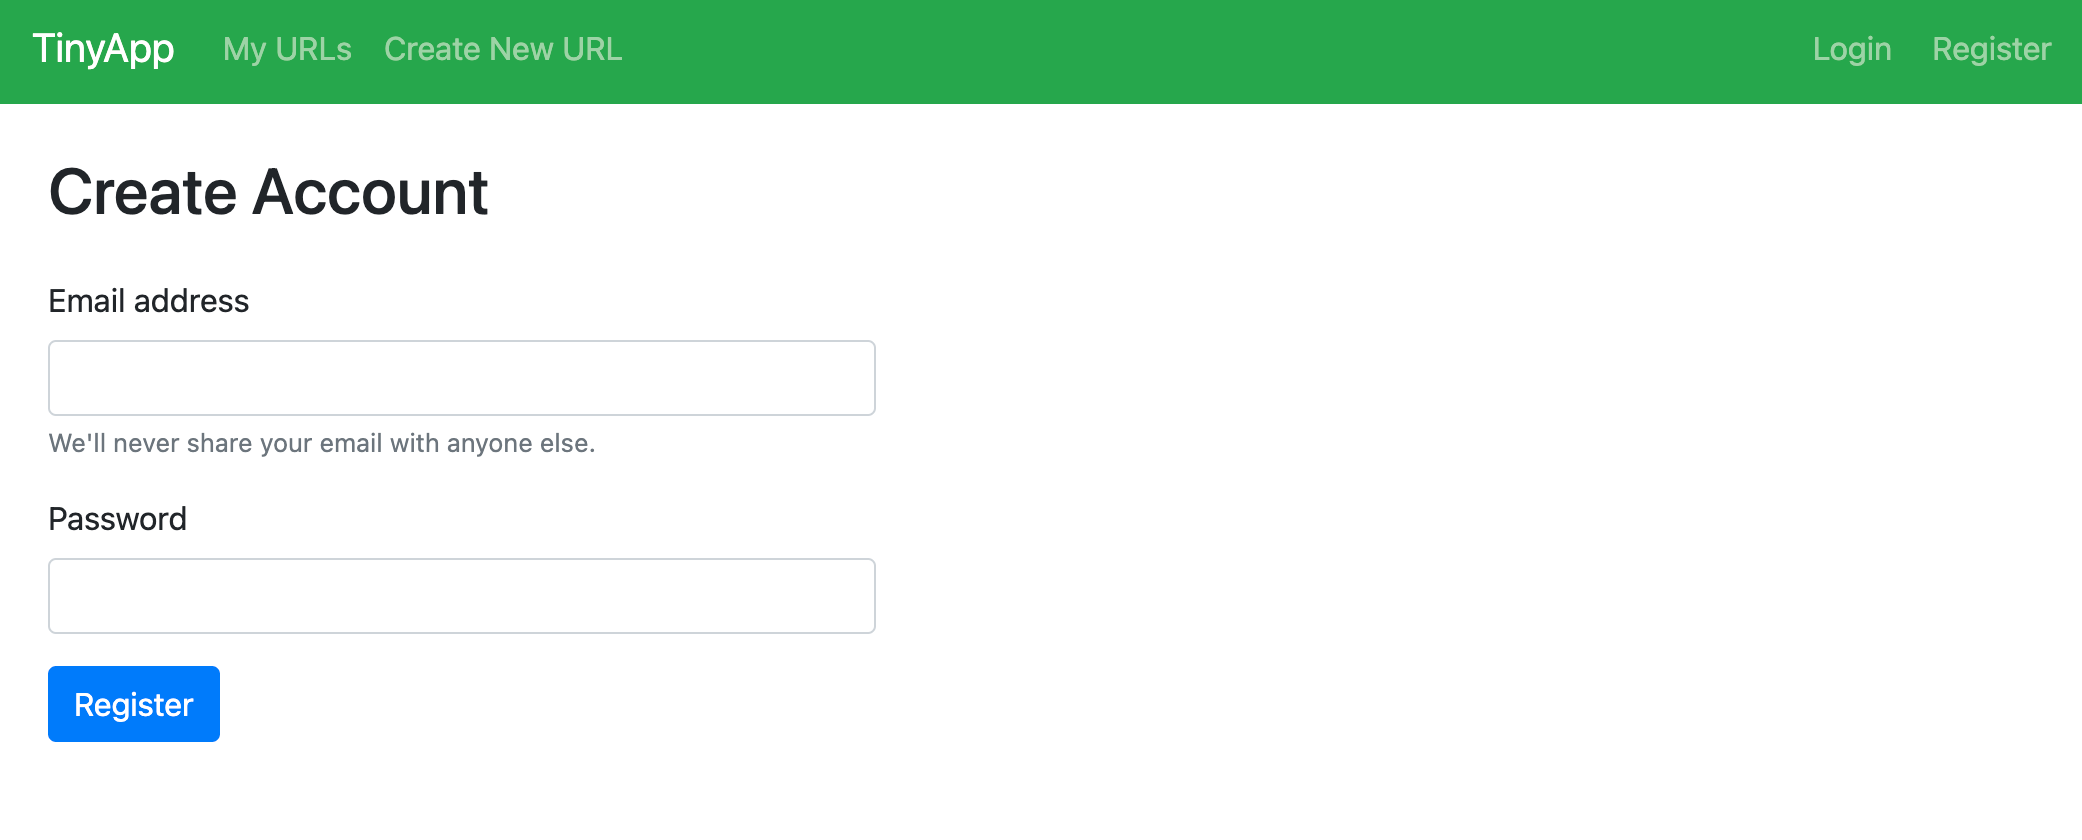 TinyApp My URLs Create New URL Login Register
Create Account
Email address
We'll never share your email with anyone else.
Password
Register